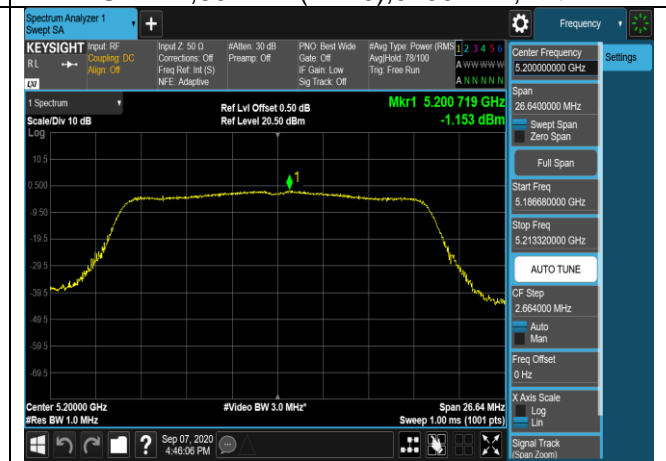 Spectrum Analyzer 1
Swept SA
+
Frequency
KEYSIGHT
RL
LXI
Input: RF
Coupling: DC
Align: Off
Input Z: 50 Ω
Corrections: Off
Freq Ref: Int (S)
NFE: Adaptive
#Atten: 30 dB
Preamp: Off
PNO: Best Wide
Gate: Off
IF Gain: Low
Sig Track: Off
#Avg Type: Power (RMS)
Avg|Hold: 78/100
Trig: Free Run
1 2 3 4 5 6
A W W W W W
A N N N N N
1 Spectrum
Scale/Div 10 dB
Log
Ref Lvl Offset 0.50 dB
Ref Level 20.50 dBm
Mkr1 5.200 719 GHz
-1.153 dBm
1
10.5
0.500
-9.50
-19.5
-29.5
-39.5
-49.5
-59.5
-69.5
Center 5.20000 GHz
#Res BW 1.0 MHz
#Video BW 3.0 MHz*
Span 26.64 MHz
Sweep 1.00 ms (1001 pts)
Sep 07, 2020
4:46:06 PM
?
Center Frequency
5.200000000 GHz
Settings
Span
26.6400000 MHz
Swept Span
Zero Span
Full Span
Start Freq
5.186680000 GHz
Stop Freq
5.213320000 GHz
AUTO TUNE
CF Step
2.664000 MHz
Auto
Man
Freq Offset
0 Hz
X Axis Scale
Log
Lin
Signal Track
(Span Zoom)